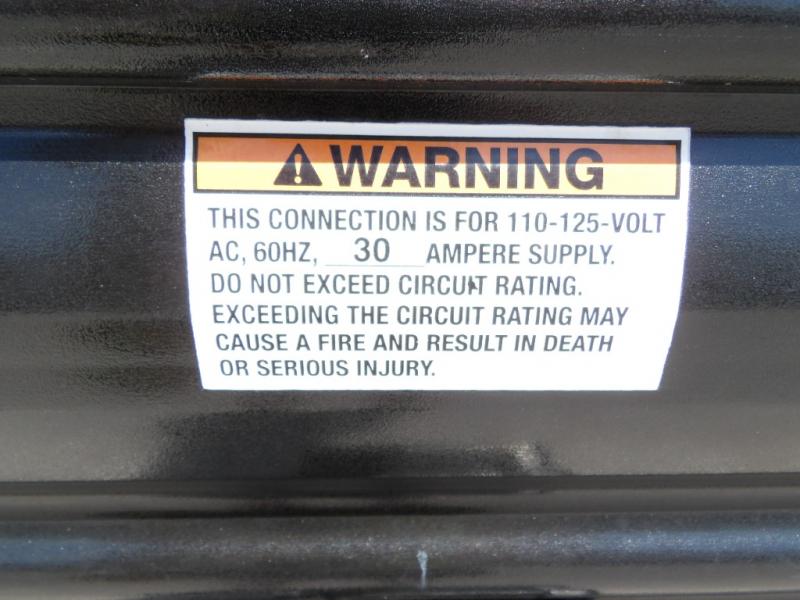 WARNING
THIS CONNECTION IS FOR 110-125-VOLT
AC, 60HZ, 30 AMPERE SUPPLY.
DO NOT EXCEED CIRCUIT RATING.
EXCEEDING THE CIRCUIT RATING MAY
CAUSE A FIRE AND RESULT IN DEATH
OR SERIOUS INJURY.